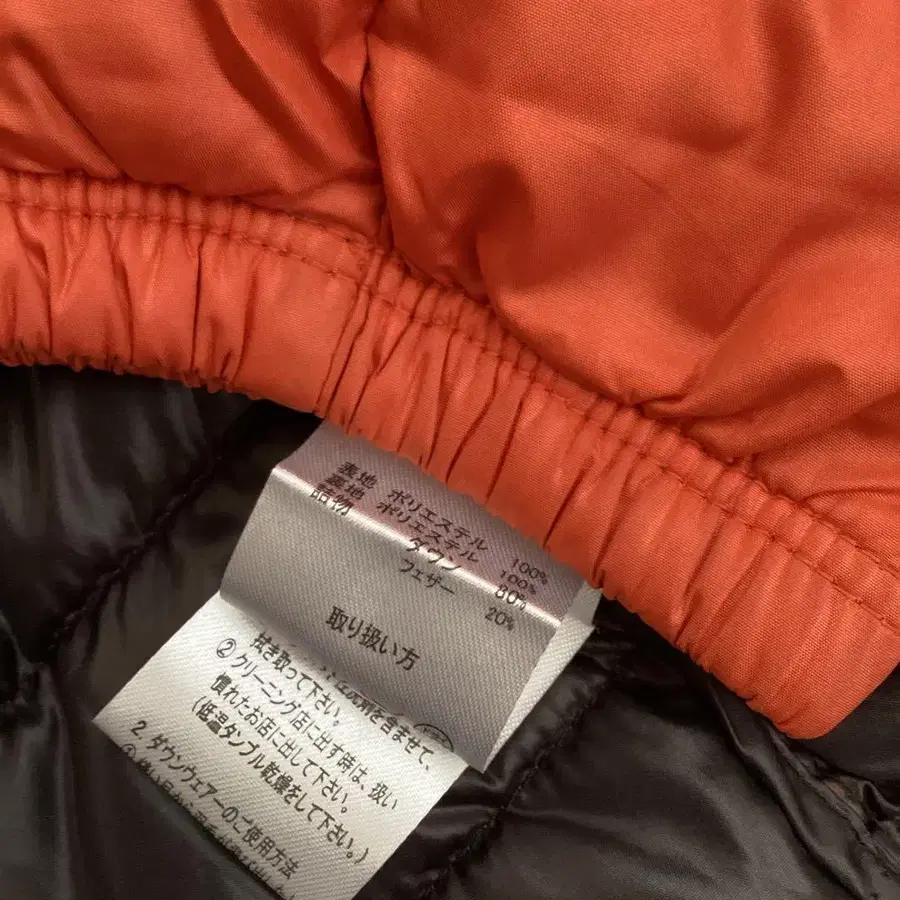 表地 ポリエステル 100%
裏地 ポリエステル 100%
詰物 ダウン 80%
フェザー 20%
取り扱い方
拭き取って下さい。
② クリーニング店に出す時は、扱い
慣れたお店に出して下さい。
(低温タンブル乾燥をして下さい。)
2. ダウンウェアーのご使用方法